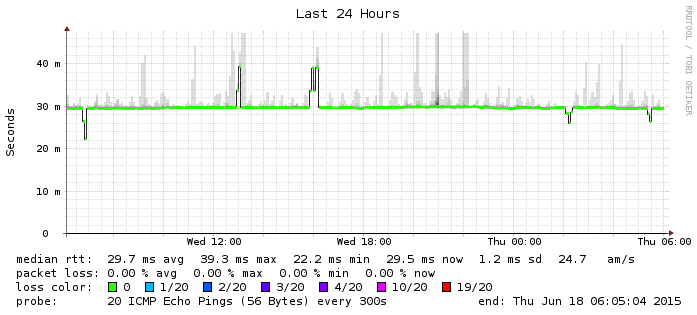 Last 24 Hours
RRDTOOL / TOBI OETIKER
Seconds
40 m
30 m
20 m
10 m
0
Wed 12:00 Wed 18:00 Thu 00:00 Thu 06:00
median rtt: 29.7 ms avg 39.3 ms max 22.2 ms min 29.5 ms now 1.2 ms sd 24.7 am/s
packet loss: 0.00 % avg 0.00 % max 0.00 % min 0.00 % now
loss color: 0 1/20 2/20 3/20 4/20 10/20 19/20
probe: 20 ICMP Echo Pings (56 Bytes) every 300s end: Thu Jun 18 06:05:04 2015